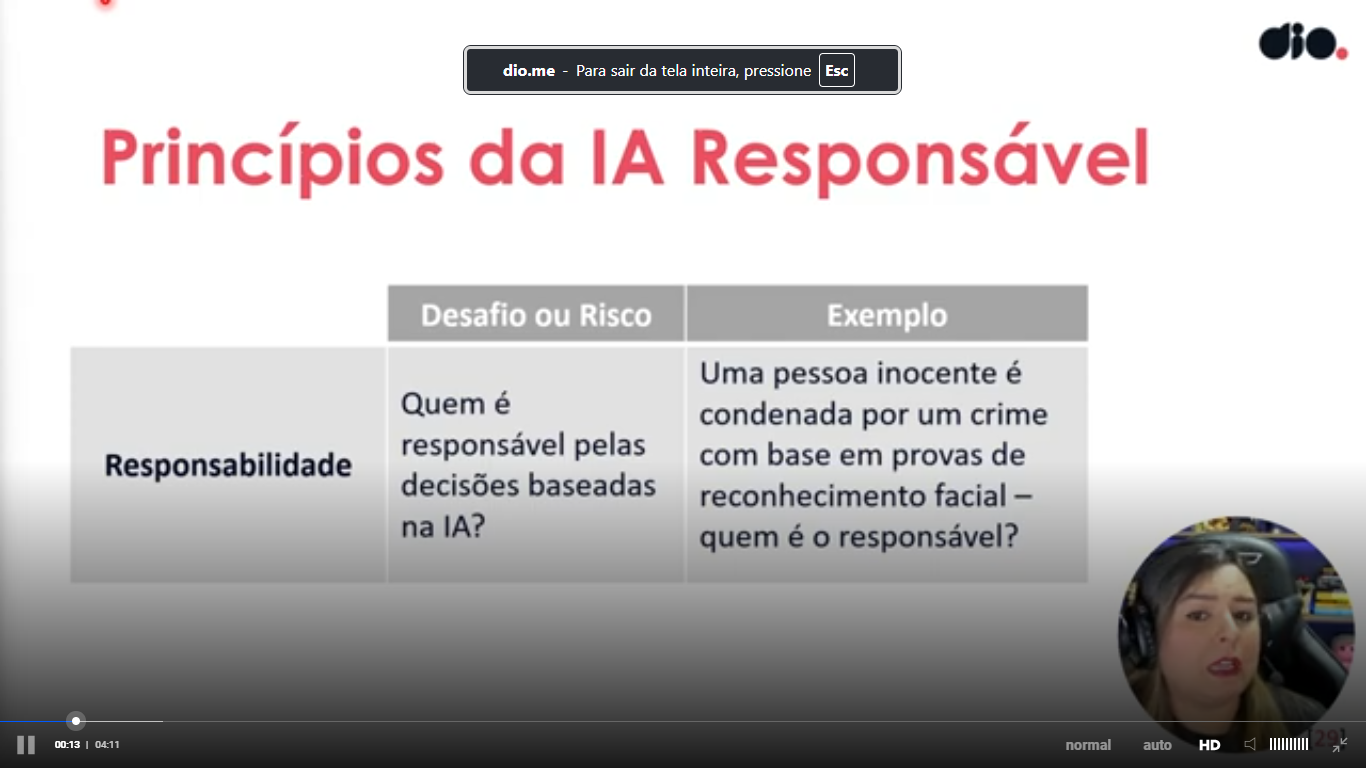 dio.
dio.me - Para sair da tela inteira, pressione Esc
Princípios da IA Responsável
Desafio ou Risco
Exemplo
Responsabilidade
Quem é
responsável pelas
decisões baseadas
na IA?
Uma pessoa inocente é
condenada por um crime
com base em provas de
reconhecimento facial –
quem é o responsável?
00:13 | 04:11
normal
auto
HD
[29]